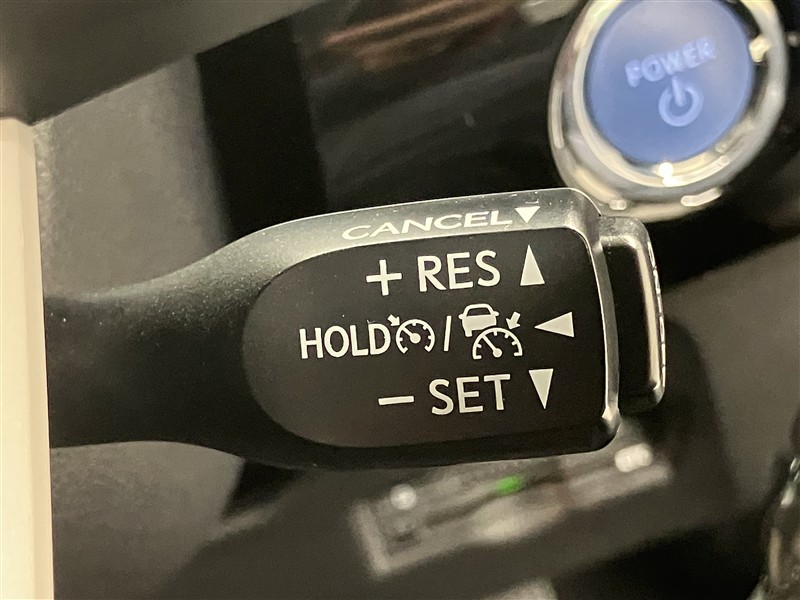 POWER
CANCEL
+ RES
HOLD /
− SET